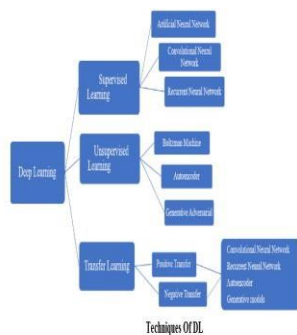 Artificial Neural Network
Supervised
Learning
Convolutional Neural
Network
Recurrent Neural Network
Deep Learning
Unsupervised
Learning
Boltzman Machine
Autoencoder
Generative Adversarial
Transfer Learning
Positive Transfer
Negative Transfer
Convolutional Neural Network
Recurrent Neural Network
Autoencoder
Generative models
Techniques Of DL